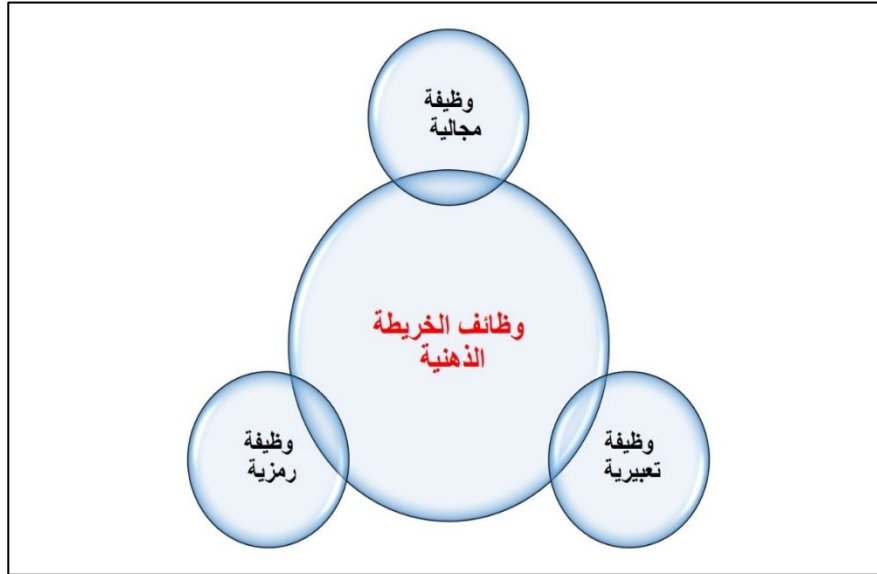 وظيفة
مجالية
وظائف الخريطة
الذهنية
وظيفة
تعبيرية
وظيفة
رمزية